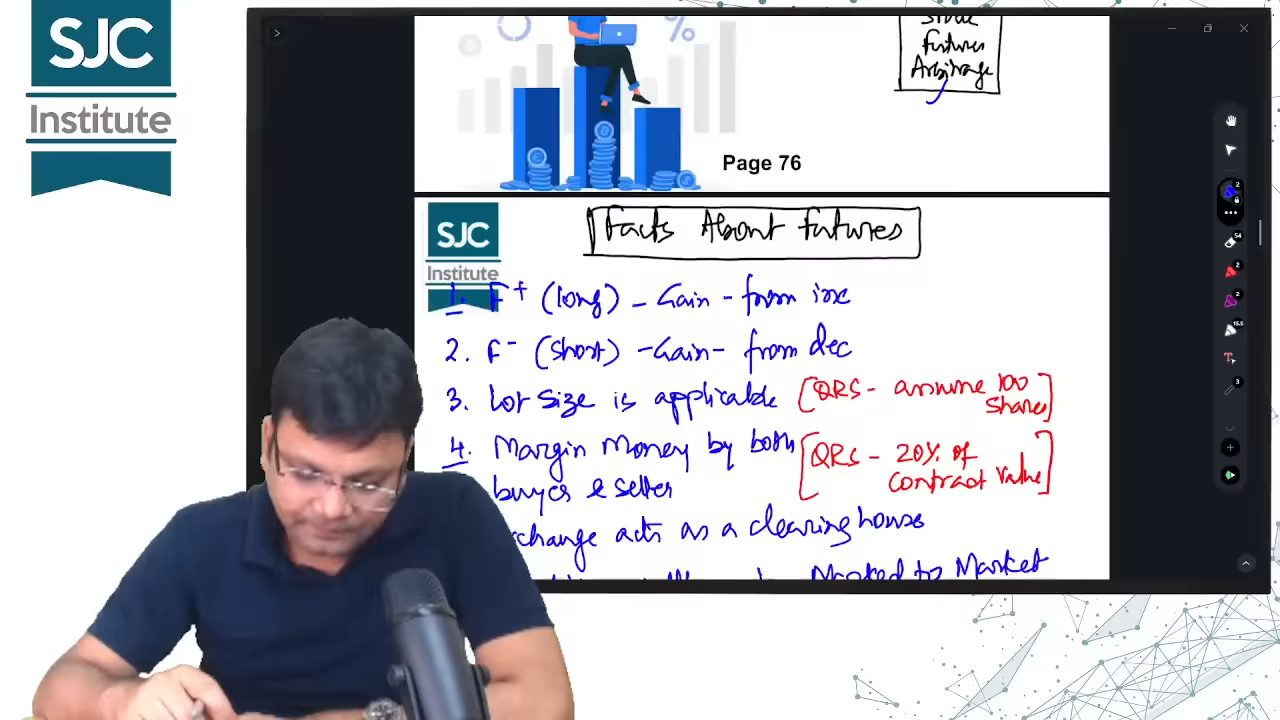 SJC
Institute
Futures
Arbitrage
Page 76
SJC
Institute
Facts About Futures
1. F+ (long) - Gain - from inc
2. F- (short) - Gain - from dec
3. Lot size is applicable [QRS - assume 100
shares]
4. Margin Money by both
buyer & seller
[QRS - 20% of
contract value]
change acts as a clearing house
Marked to Market